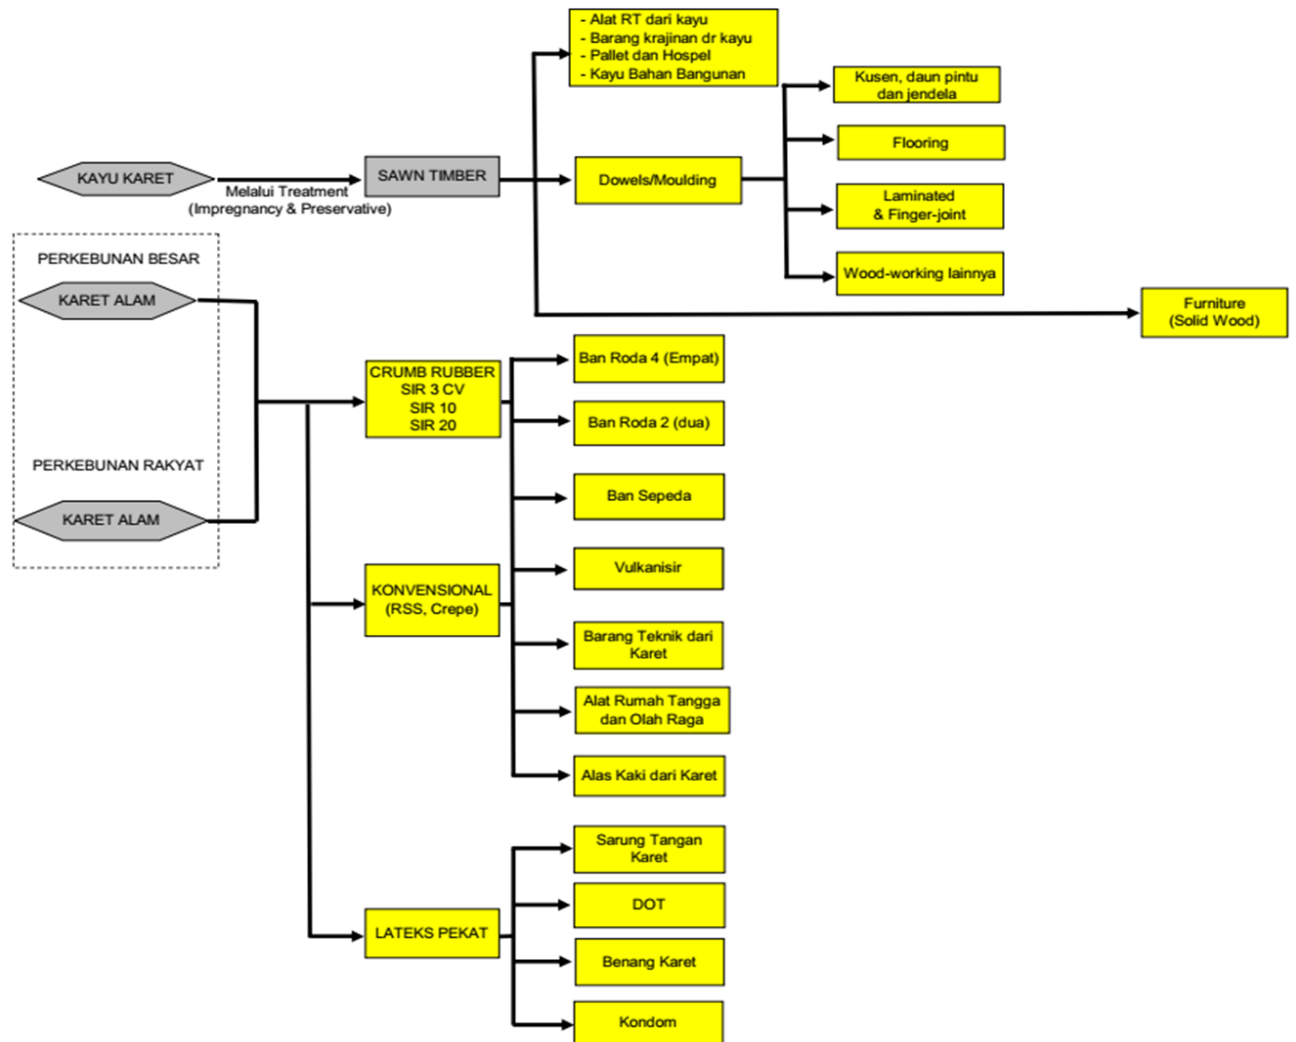 - Alat RT dari kayu
- Barang krajinan dr kayu
- Pallet dan Hospel
- Kayu Bahan Bangunan
Kusen, daun pintu
dan jendela
Flooring
KAYU KARET
Melalui Treatment
(Impregnancy & Preservative)
SAWN TIMBER
Dowels/Moulding
Laminated
& Finger-joint
Wood-working lainnya
Furniture
(Solid Wood)
PERKEBUNAN BESAR
KARET ALAM
PERKEBUNAN RAKYAT
KARET ALAM
CRUMB RUBBER
SIR 3 CV
SIR 10
SIR 20
Ban Roda 4 (Empat)
Ban Roda 2 (dua)
Ban Sepeda
Vulkanisir
KONVENSIONAL
(RSS, Crepe)
Barang Teknik dari
Karet
Alat Rumah Tangga
dan Olah Raga
Alas Kaki dari Karet
LATEKS PEKAT
Sarung Tangan
Karet
DOT
Benang Karet
Kondom